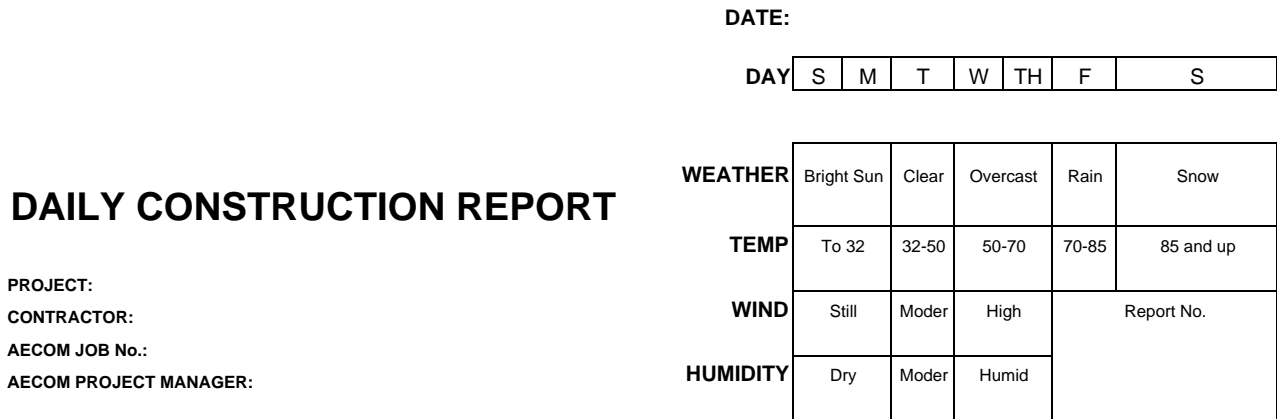 DATE:
DAY S M T W TH F S
DAILY CONSTRUCTION REPORT
WEATHER Bright Sun Clear Overcast Rain Snow
TEMP To 32 32-50 50-70 70-85 85 and up
PROJECT:
CONTRACTOR:
AECOM JOB No.:
AECOM PROJECT MANAGER:
WIND Still Moder High Report No.
HUMIDITY Dry Moder Humid